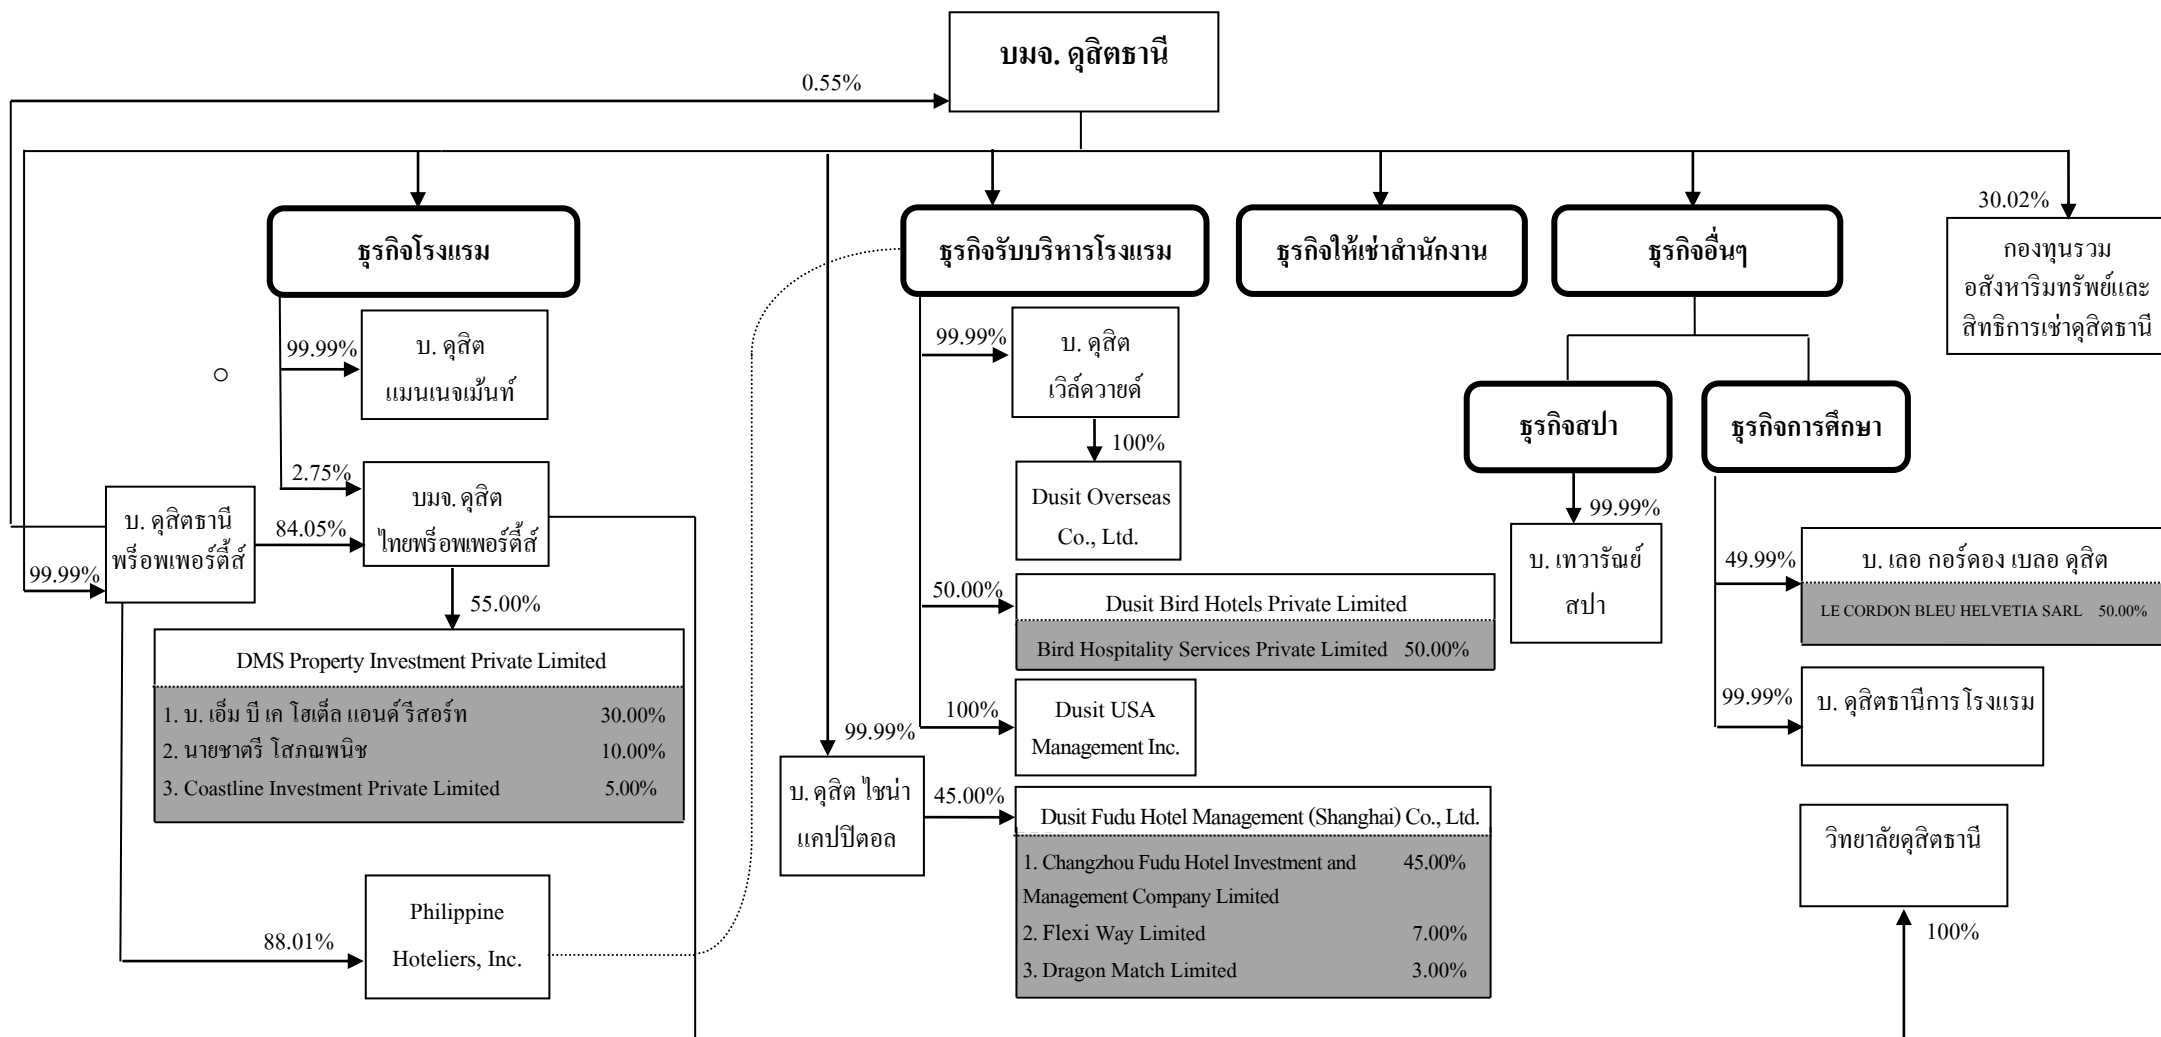 บมจ. ดุสิตธานี
0.55%
30.02%
ธุรกิจโรงแรม
ธุรกิจรับบริหารโรงแรม
ธุรกิจให้เช่าสำนักงาน
ธุรกิจอื่นๆ
กองทุนรวม
อสังหาริมทรัพย์และ
สิทธิการเช่าดุสิตธานี
99.99%
บ. ดุสิต
แมนเนจเม้นท์
99.99%
บ. ดุสิต
เวิล์ดวายด์
100%
Dusit Overseas
Co., Ltd.
ธุรกิจสปา
ธุรกิจการศึกษา
2.75%
บมจ. ดุสิต
ไทยพร็อพเพอร์ตี้ส์
บ. ดุสิตธานี
พร็อพเพอร์ตี้ส์
84.05%
99.99%
55.00%
99.99%
บ. เทวารัณย์
สปา
49.99%
บ. เลอ กอร์ดอง เบลอ ดุสิต
LE CORDON BLEU HELVETIA SARL 50.00%
50.00%
Dusit Bird Hotels Private Limited
Bird Hospitality Services Private Limited 50.00%
DMS Property Investment Private Limited
1. บ. เอ็ม บี เค โฮเต็ล แอนด์ รีสอร์ท 30.00%
2. นายชาตรี โสภณพนิช 10.00%
3. Coastline Investment Private Limited 5.00%
100%
Dusit USA
Management Inc.
99.99%
บ. ดุสิตธานีการโรงแรม
99.99%
บ. ดุสิต ไชน่า
แคปปิตอล
45.00%
Dusit Fudu Hotel Management (Shanghai) Co., Ltd.
1. Changzhou Fudu Hotel Investment and 45.00%
Management Company Limited
2. Flexi Way Limited 7.00%
3. Dragon Match Limited 3.00%
วิทยาลัยดุสิตธานี
100%
88.01%
Philippine
Hoteliers, Inc.